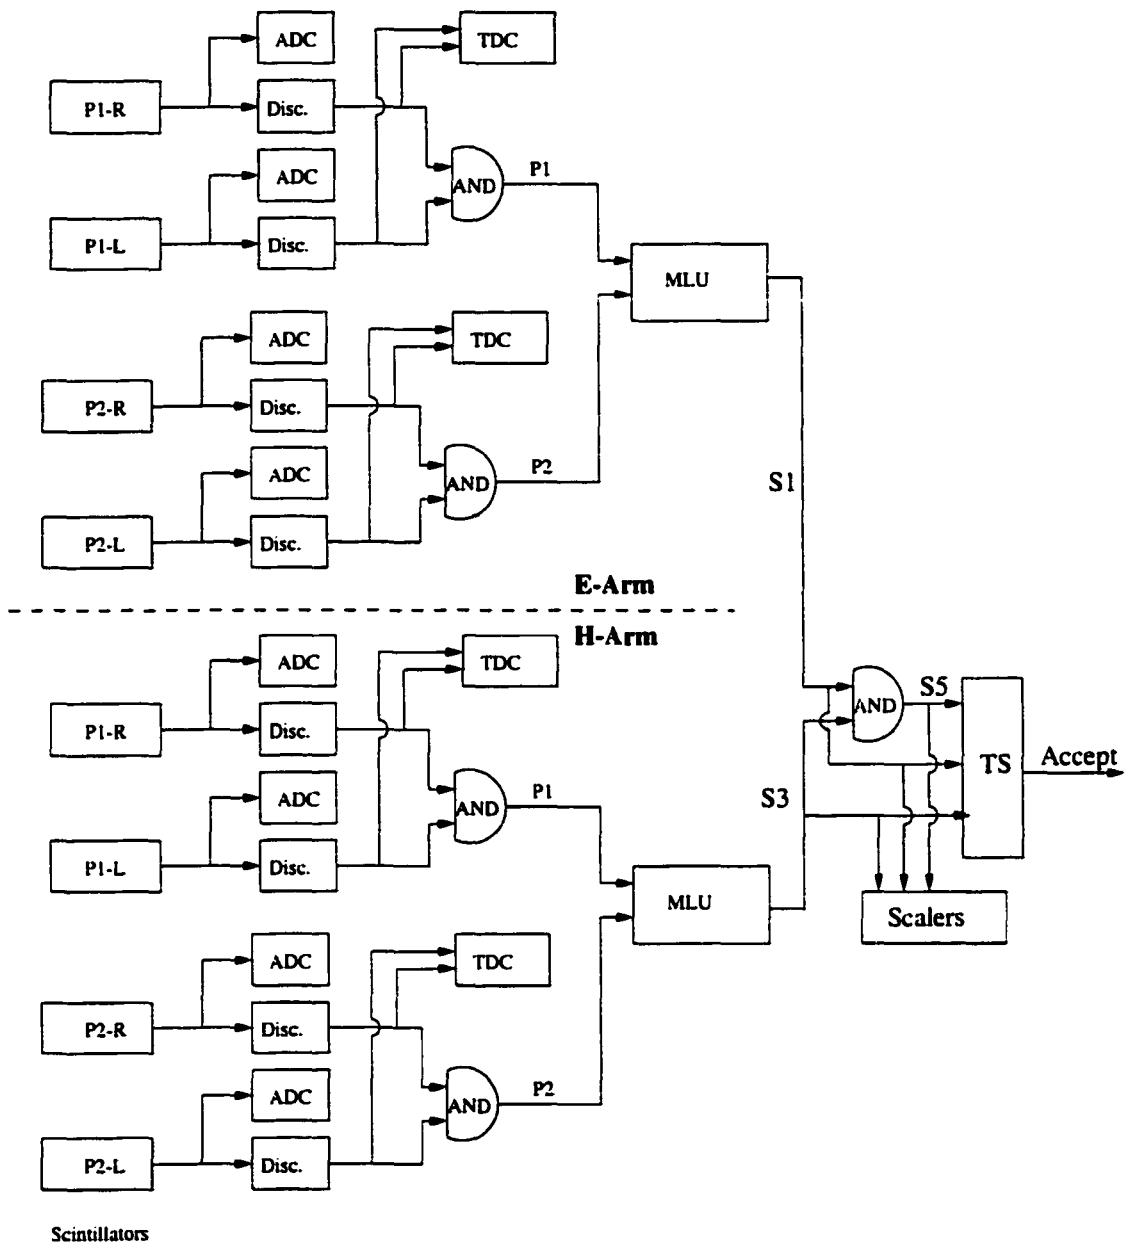 ADC
TDC
P1-R
Disc.
ADC
AND
P1
P1-L
Disc.
MLU
ADC
TDC
P2-R
Disc.
ADC
AND
P2
S1
P2-L
Disc.
E-Arm
H-Arm
ADC
TDC
P1-R
Disc.
AND
S5
TS
Accept
ADC
AND
P1
S3
P1-L
Disc.
MLU
Scalers
ADC
TDC
P2-R
Disc.
ADC
AND
P2
P2-L
Disc.
Scintillators